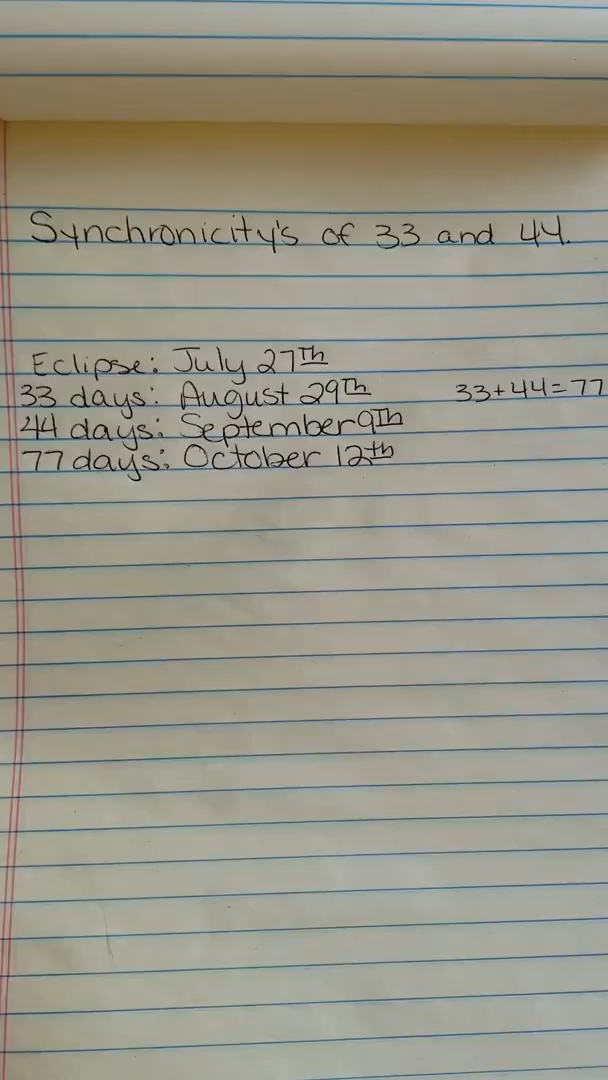 Synchronicity's of 33 and 44.
Eclipse: July 27Th
33 days: August 29Th 33+44=77
44 days: September 9Th
77 days: October 12th